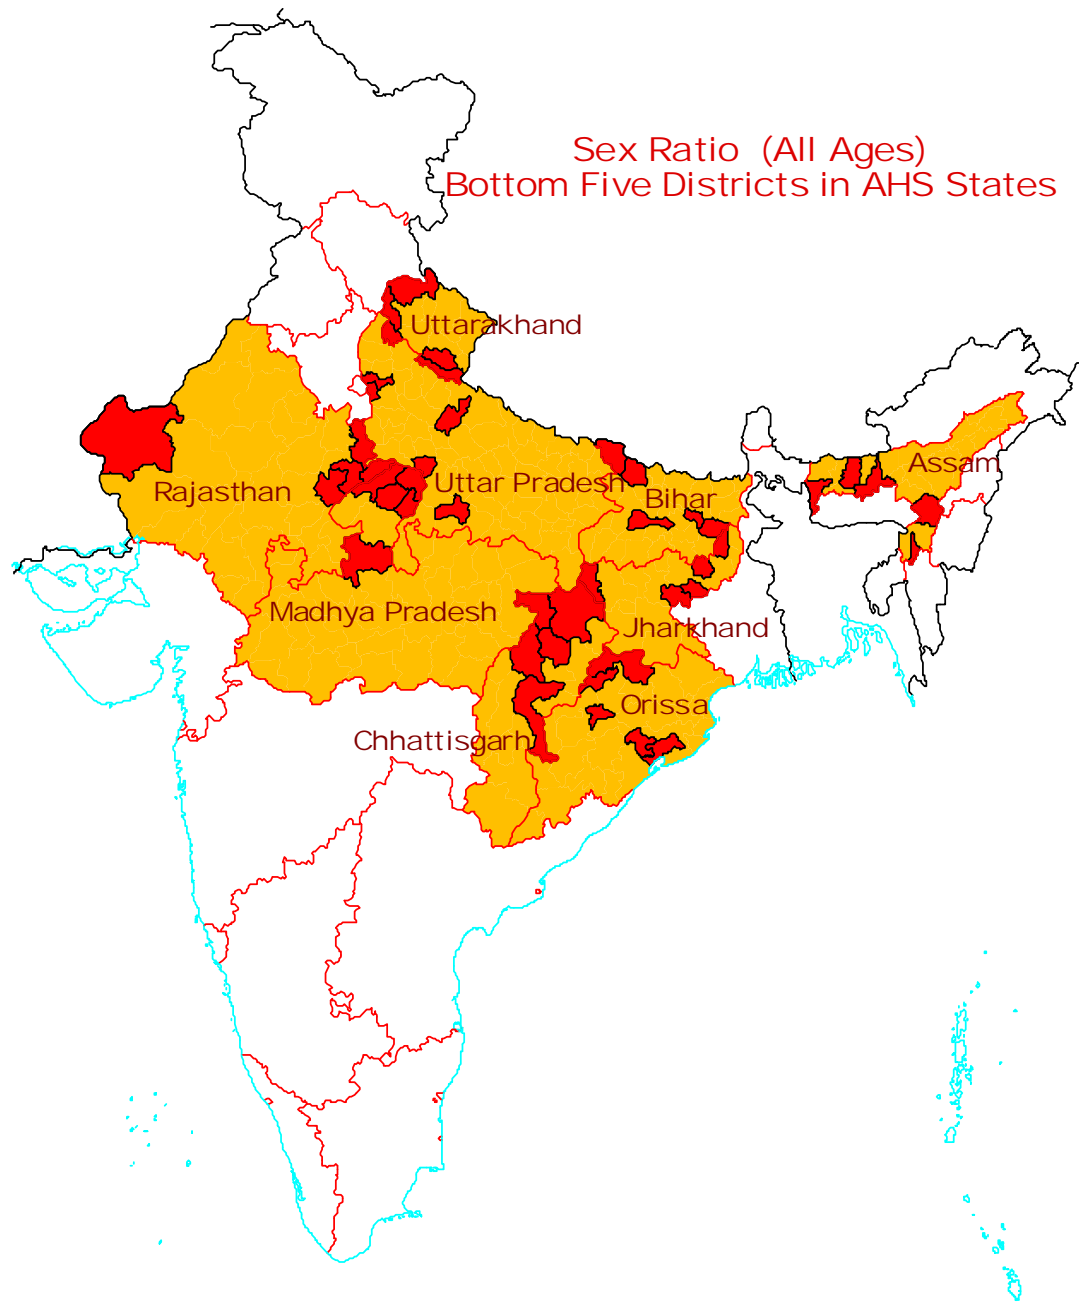 Sex Ratio (All Ages)
Bottom Five Districts in AHS States
Uttarakhand
Assam
Rajasthan
Uttar Pradesh
Bihar
Madhya Pradesh
Jharkhand
Orissa
Chhattisgarh